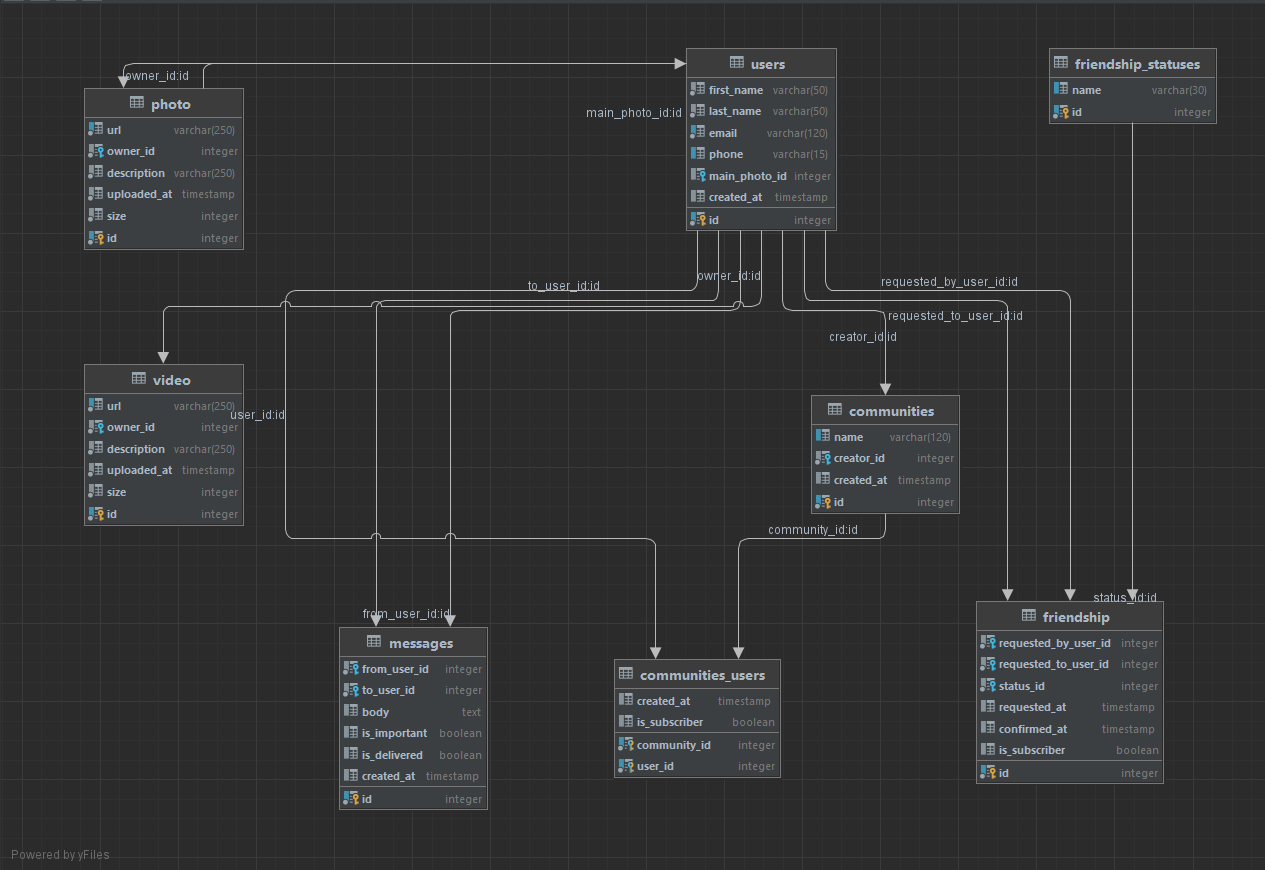 owner_id:id
photo
url varchar(250)
owner_id integer
description varchar(250)
uploaded_at timestamp
size integer
id integer
users
first_name varchar(50)
last_name varchar(50)
email varchar(120)
phone varchar(15)
main_photo_id integer
created_at timestamp
id integer
main_photo_id:id
friendship_statuses
name varchar(30)
id integer
to_user_id:id
owner_id:id
requested_by_user_id:id
requested_to_user_id:id
creator_id:id
video
url varchar(250)
owner_id integer
description varchar(250)
uploaded_at timestamp
size integer
id integer
user_id:id
communities
name varchar(120)
creator_id integer
created_at timestamp
id integer
community_id:id
from_user_id:id
status_id:id
messages
from_user_id integer
to_user_id integer
body text
is_important boolean
is_delivered boolean
created_at timestamp
id integer
communities_users
created_at timestamp
is_subscriber boolean
community_id integer
user_id integer
friendship
requested_by_user_id integer
requested_to_user_id integer
status_id integer
requested_at timestamp
confirmed_at timestamp
is_subscriber boolean
id integer
Powered by yFiles